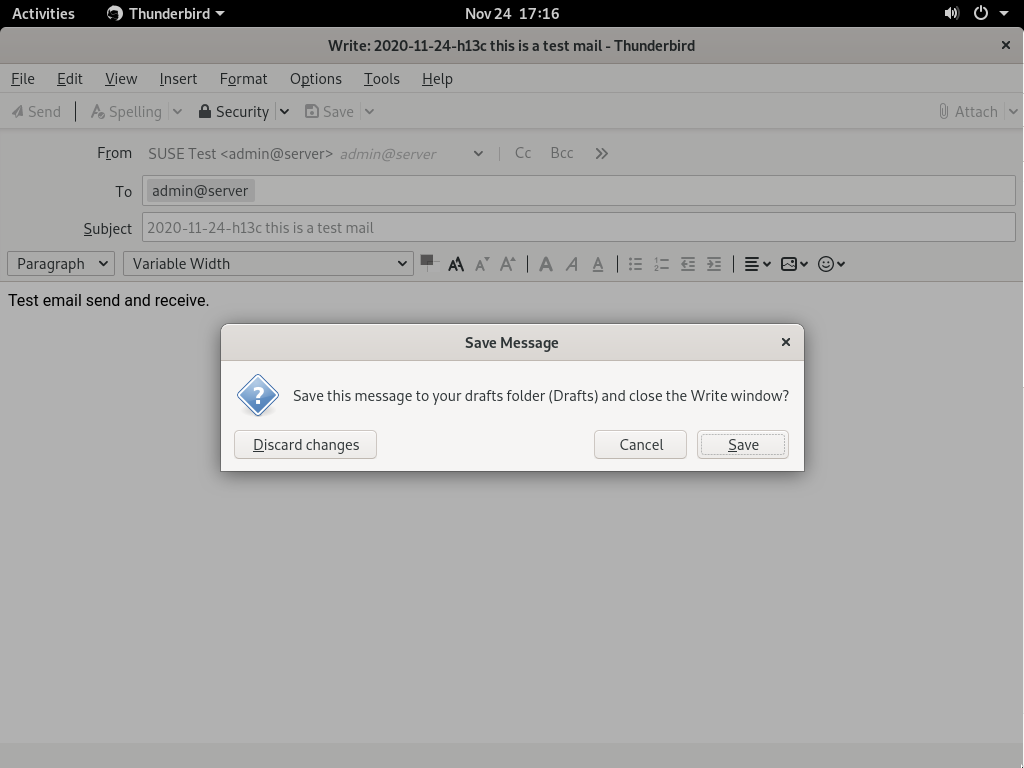 Activities Thunderbird Nov 24 17:16
Write: 2020-11-24-h13c this is a test mail - Thunderbird
File Edit View Insert Format Options Tools Help
Send Spelling Security Save Attach
From SUSE Test <admin@server> admin@server Cc Bcc
To admin@server
Subject 2020-11-24-h13c this is a test mail
Paragraph Variable Width
Test email send and receive.
Save Message
Save this message to your drafts folder (Drafts) and close the Write window?
Discard changes Cancel Save